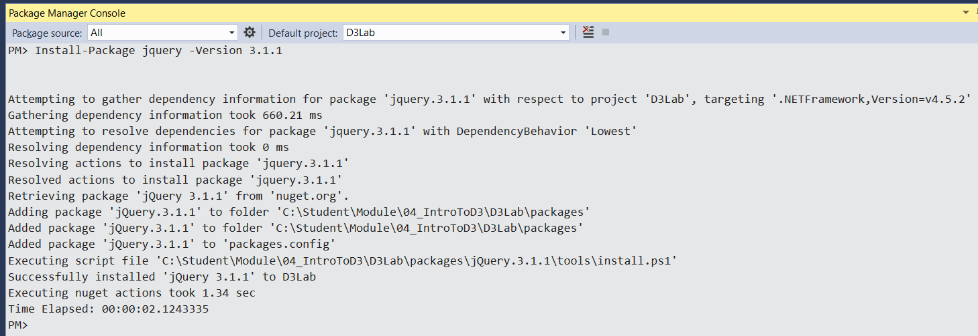 Package Manager Console
Package source: All Default project: D3Lab
PM> Install-Package jquery -Version 3.1.1
Attempting to gather dependency information for package 'jquery.3.1.1' with respect to project 'D3Lab', targeting '.NETFramework,Version=v4.5.2'
Gathering dependency information took 660.21 ms
Attempting to resolve dependencies for package 'jquery.3.1.1' with DependencyBehavior 'Lowest'
Resolving dependency information took 0 ms
Resolving actions to install package 'jquery.3.1.1'
Resolved actions to install package 'jquery.3.1.1'
Retrieving package 'jQuery 3.1.1' from 'nuget.org'.
Adding package 'jQuery.3.1.1' to folder 'C:\Student\Module\04_IntroToD3\D3Lab\packages'
Added package 'jQuery.3.1.1' to folder 'C:\Student\Module\04_IntroToD3\D3Lab\packages'
Added package 'jQuery.3.1.1' to 'packages.config'
Executing script file 'C:\Student\Module\04_IntroToD3\D3Lab\packages\jQuery.3.1.1\tools\install.ps1'
Successfully installed 'jQuery 3.1.1' to D3Lab
Executing nuget actions took 1.34 sec
Time Elapsed: 00:00:02.1243335
PM>